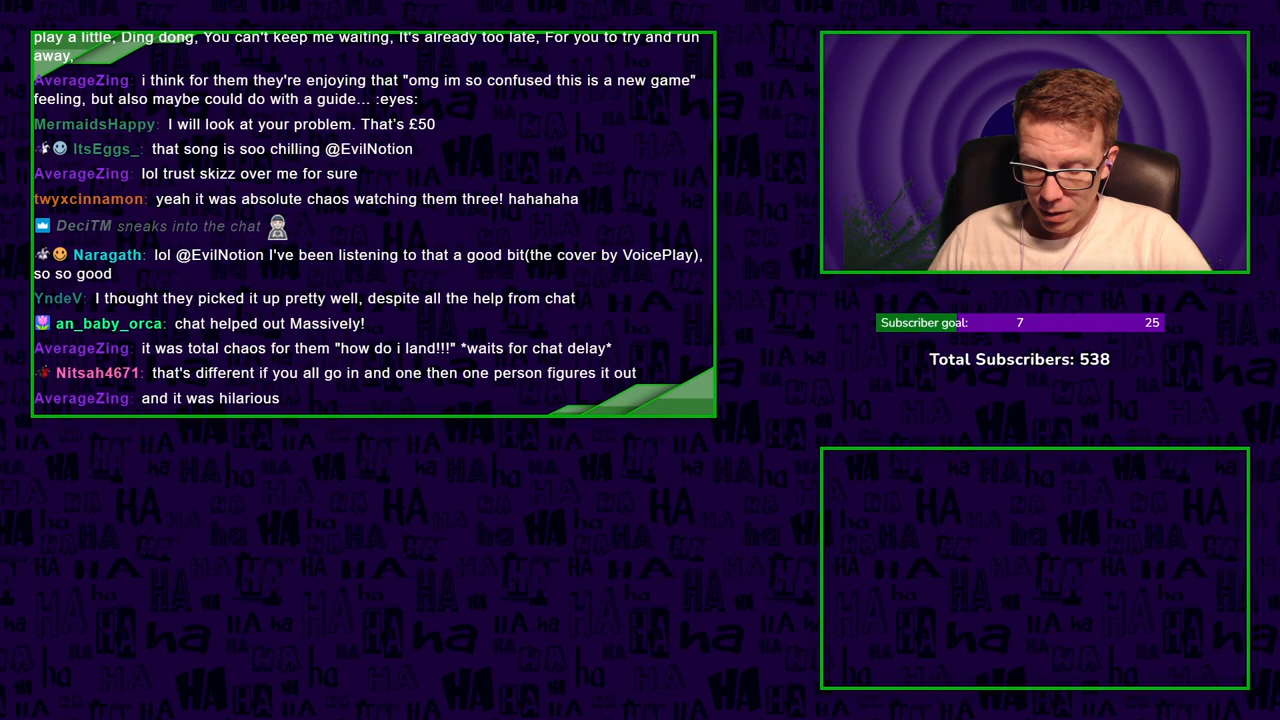 play a little, Ding dong, You can't keep me waiting, It's already too late, For you to try and run
away,
AverageZing: i think for them they're enjoying that "omg im so confused this is a new game"
feeling, but also maybe could do with a guide... :eyes:
MermaidsHappy: I will look at your problem. That's £50
ItsEggs_: that song is soo chilling @EvilNotion
AverageZing: lol trust skizz over me for sure
twyxcinnamon: yeah it was absolute chaos watching them three! hahahaha
DeciTM sneaks into the chat
Naragath: lol @EvilNotion I've been listening to that a good bit(the cover by VoicePlay),
so so good
YndeV: I thought they picked it up pretty well, despite all the help from chat
an_baby_orca: chat helped out Massively!
AverageZing: it was total chaos for them "how do i land!!!" *waits for chat delay*
Nitsah4671: that's different if you all go in and one then one person figures it out
AverageZing: and it was hilarious
Subscriber goal: 7 25
Total Subscribers: 538